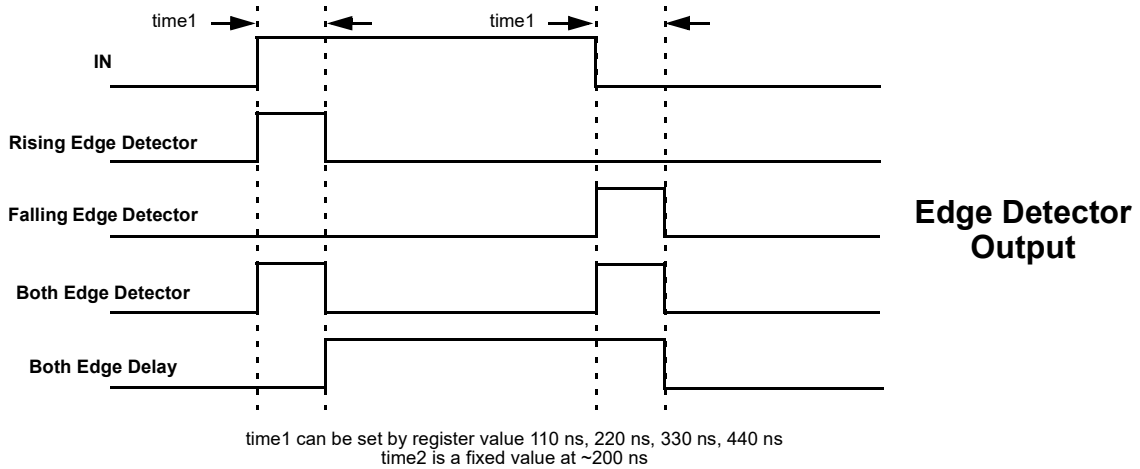 time1
time1
IN
Rising Edge Detector
Falling Edge Detector
Edge Detector
Output
Both Edge Detector
Both Edge Delay
time1 can be set by register value 110 ns, 220 ns, 330 ns, 440 ns
time2 is a fixed value at ~200 ns